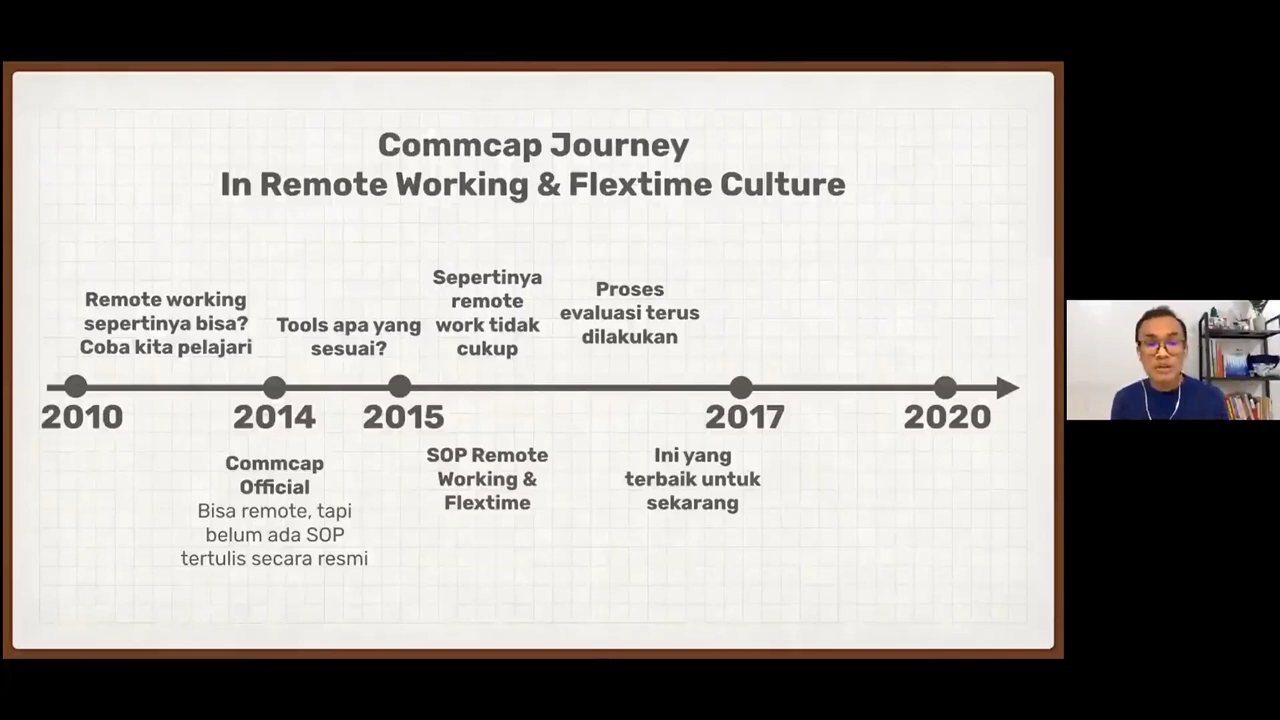 Commcap Journey
In Remote Working & Flextime Culture
Remote working
sepertinya bisa?
Coba kita pelajari
Tools apa yang
sesuai?
Sepertinya
remote
work tidak
cukup
Proses
evaluasi terus
dilakukan
2010
2014
2015
2017
2020
Commcap
Official
Bisa remote, tapi
belum ada SOP
tertulis secara resmi
SOP Remote
Working &
Flextime
Ini yang
terbaik untuk
sekarang